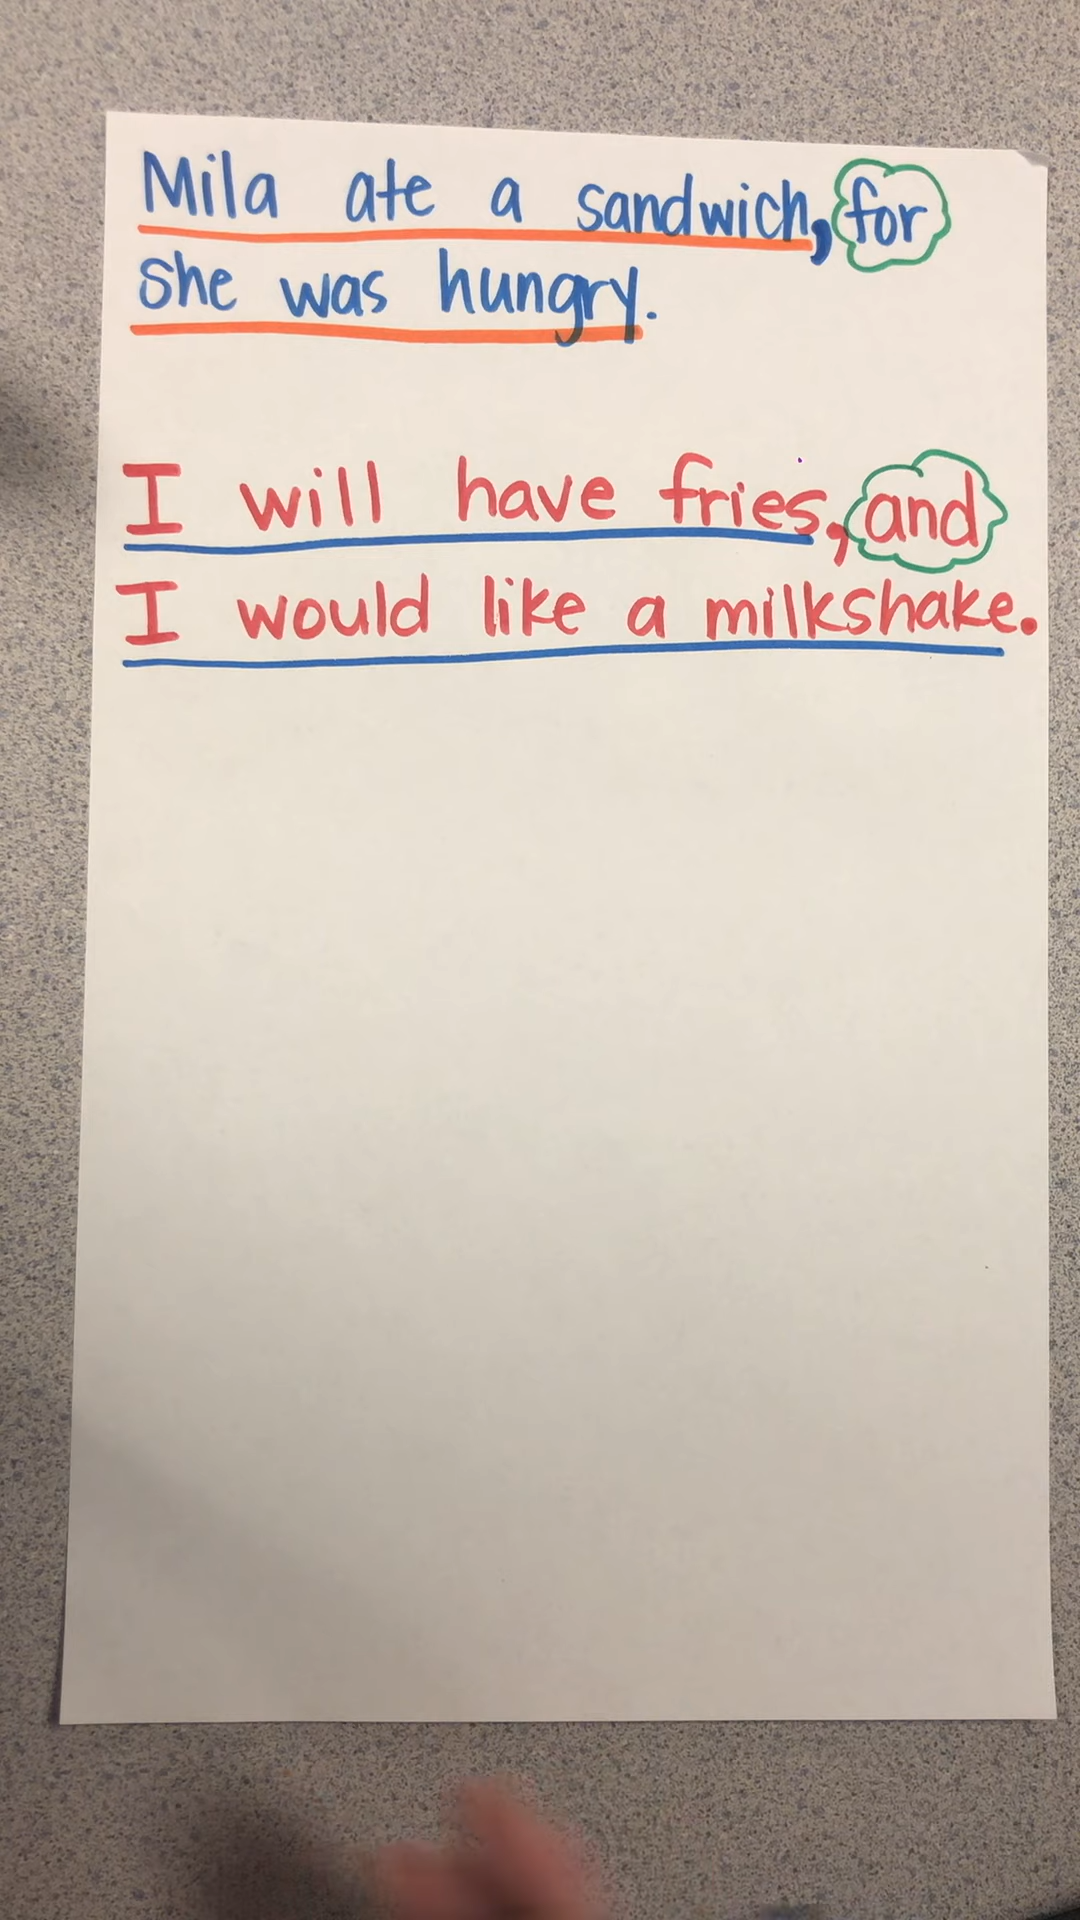 Mila ate a sandwich, for
she was hungry.
I will have fries, and
I would like a milkshake.